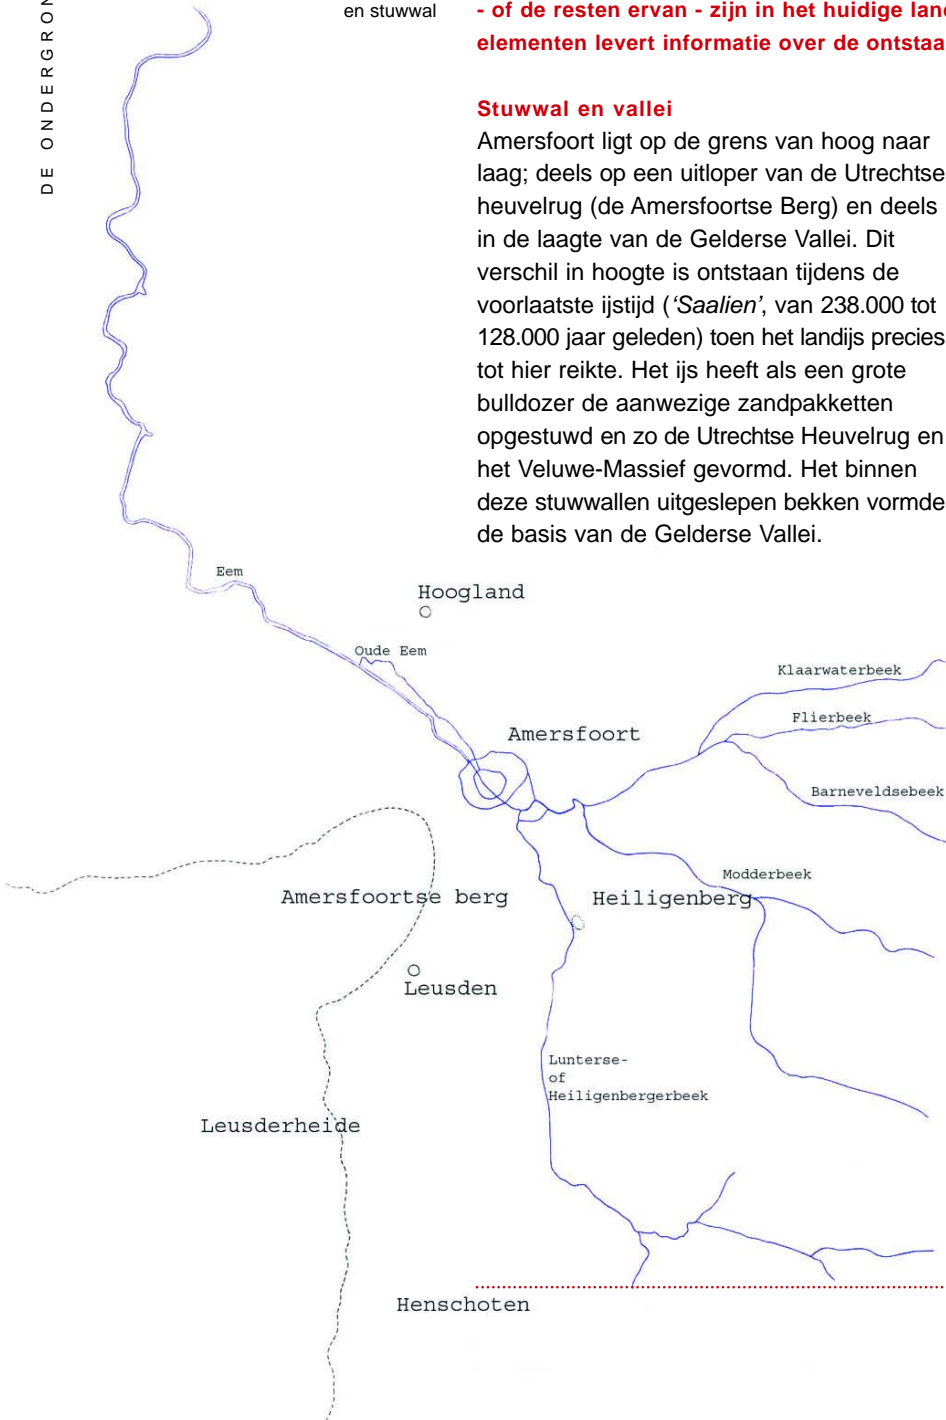 DE ONDERGRON
en stuwwal
- of de resten ervan - zijn in het huidige lan
elementen levert informatie over de ontstaa
Stuwwal en vallei
Amersfoort ligt op de grens van hoog naar
laag; deels op een uitloper van de Utrechtse
heuvelrug (de Amersfoortse Berg) en deels
in de laagte van de Gelderse Vallei. Dit
verschil in hoogte is ontstaan tijdens de
voorlaatste ijstijd (‘Saalien’, van 238.000 tot
128.000 jaar geleden) toen het landijs precies
tot hier reikte. Het ijs heeft als een grote
bulldozer de aanwezige zandpakketten
opgestuwd en zo de Utrechtse Heuvelrug en
het Veluwe-Massief gevormd. Het binnen
deze stuwwallen uitgeslepen bekken vormde
de basis van de Gelderse Vallei.
Eem
Hoogland
Oude Eem
Klaarwaterbeek
Flierbeek
Amersfoort
Barneveldsebeek
Modderbeek
Amersfoortse berg
Heiligenberg
Leusden
Lunterse-
of
Heiligenbergerbeek
Leusderheide
Henschoten